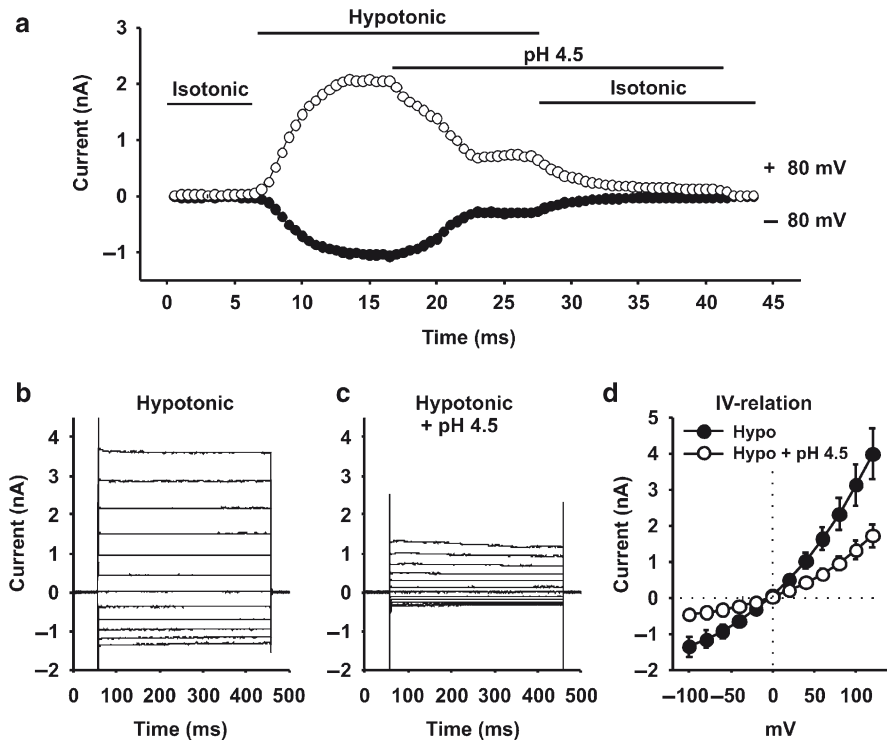 a
Hypotonic
pH 4.5
Isotonic
Isotonic
Current (nA)
3
2
1
0
–1
+ 80 mV
– 80 mV
0 5 10 15 20 25 30 35 40 45
Time (ms)
b
Hypotonic
Current (nA)
4
3
2
1
0
–1
–2
0 100 200 300 400 500
Time (ms)
c
Hypotonic
+ pH 4.5
4
3
2
1
0
–1
–2
0 100 200 300 400 500
Time (ms)
d
IV-relation
Hypo
Hypo + pH 4.5
Current (nA)
5
4
3
2
1
0
–1
–2
–100 –50 0 50 100
mV